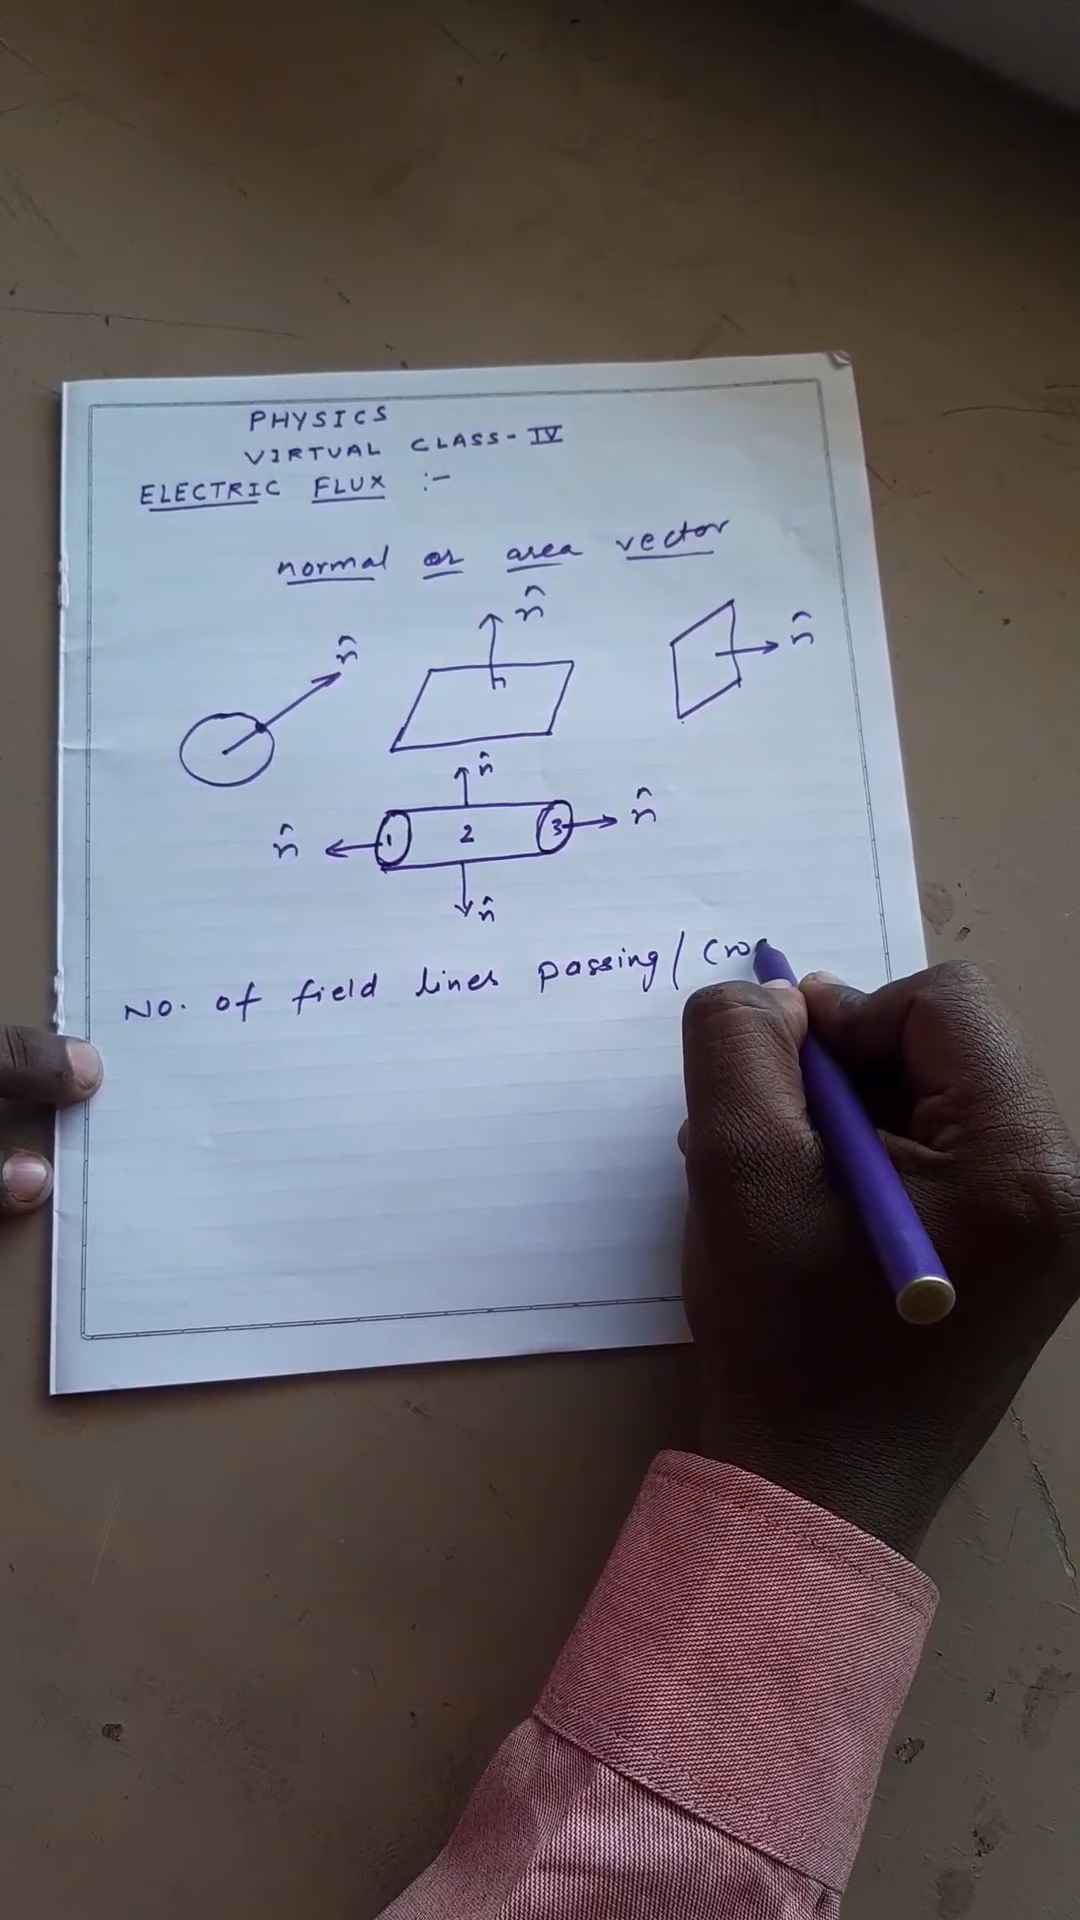 PHYSICS
VIRTUAL CLASS - IV
ELECTRIC FLUX :-
normal or area vector
n̂
n̂
n̂
n̂
n̂
1 2 3
n̂
n̂
No. of field lines passing /